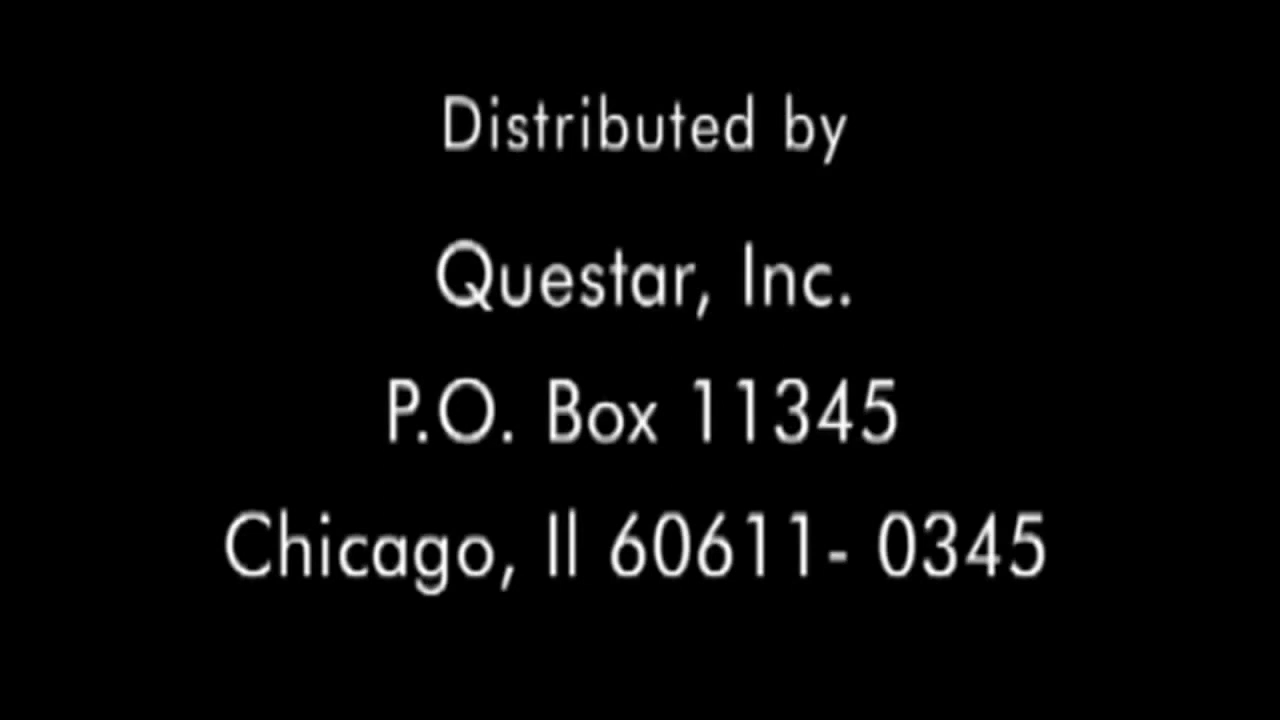 Distributed by
Questar, Inc.
P.O. Box 11345
Chicago, Il 60611- 0345